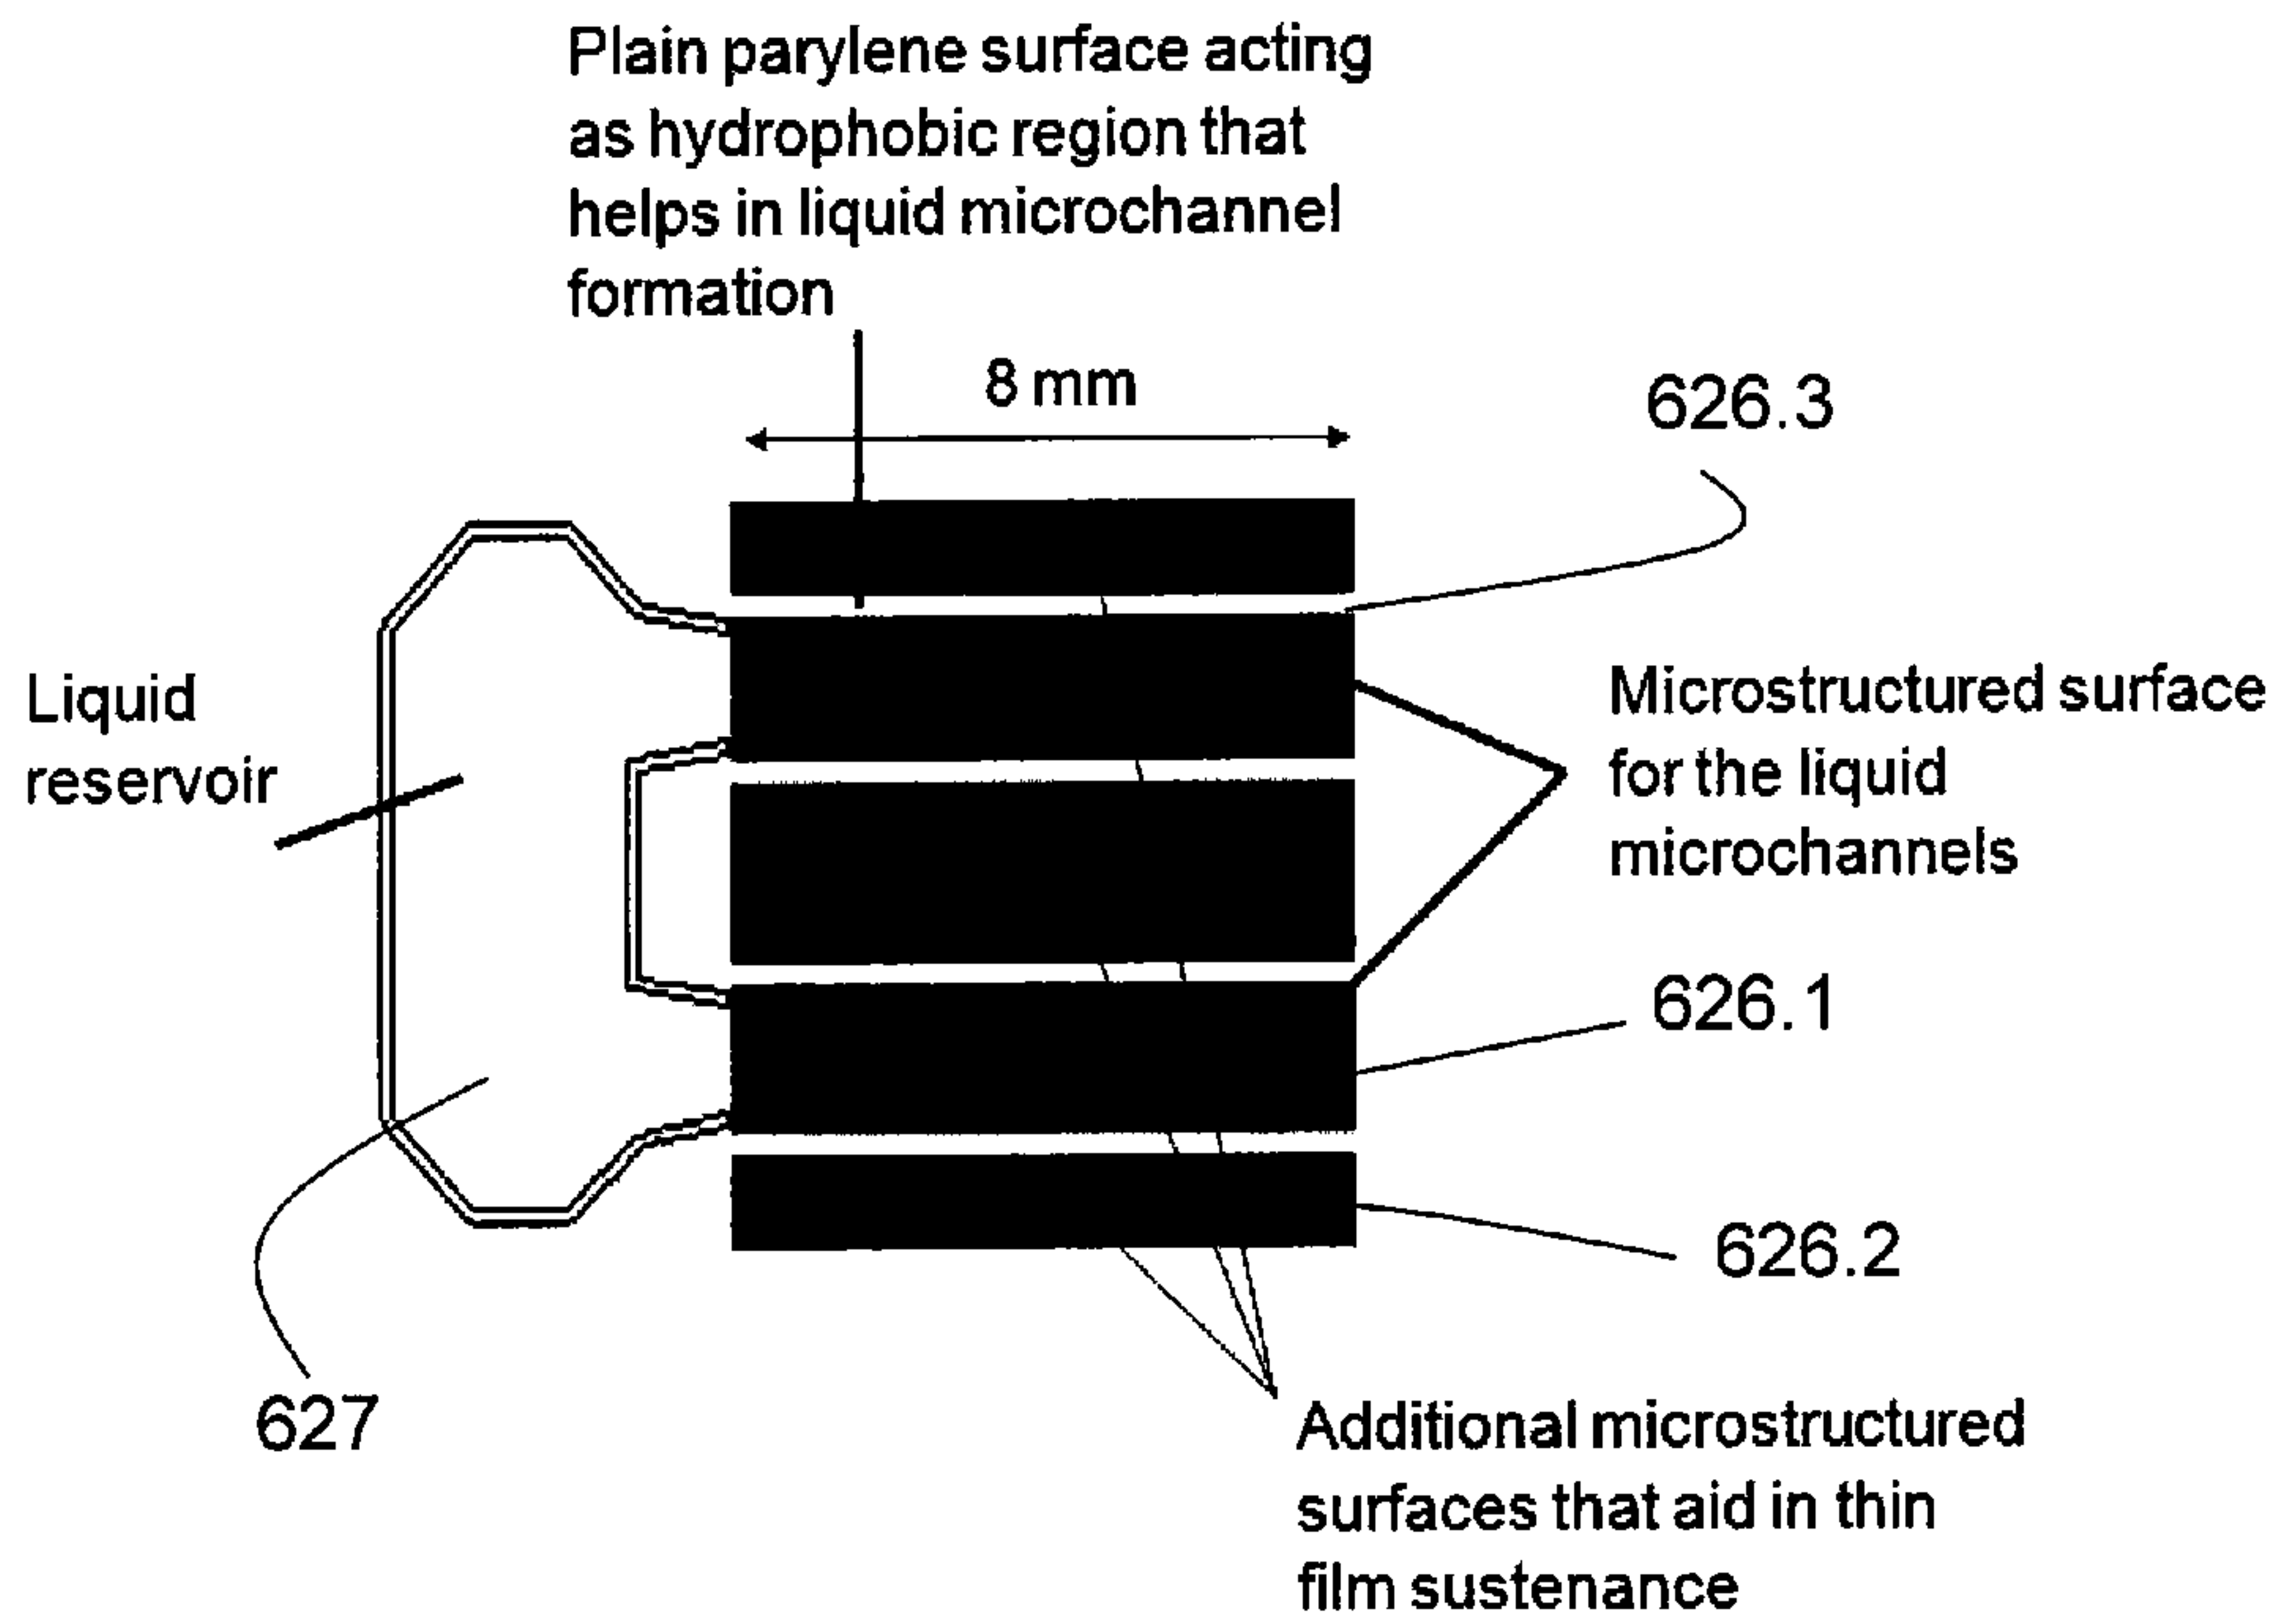 Plain parylene surface acting
as hydrophobic region that
helps in liquid microchannel
formation
8 mm
626.3
Liquid
reservoir
Microstructured surface
for the liquid
microchannels
626.1
626.2
627
Additional microstructured
surfaces that aid in thin
film sustenance